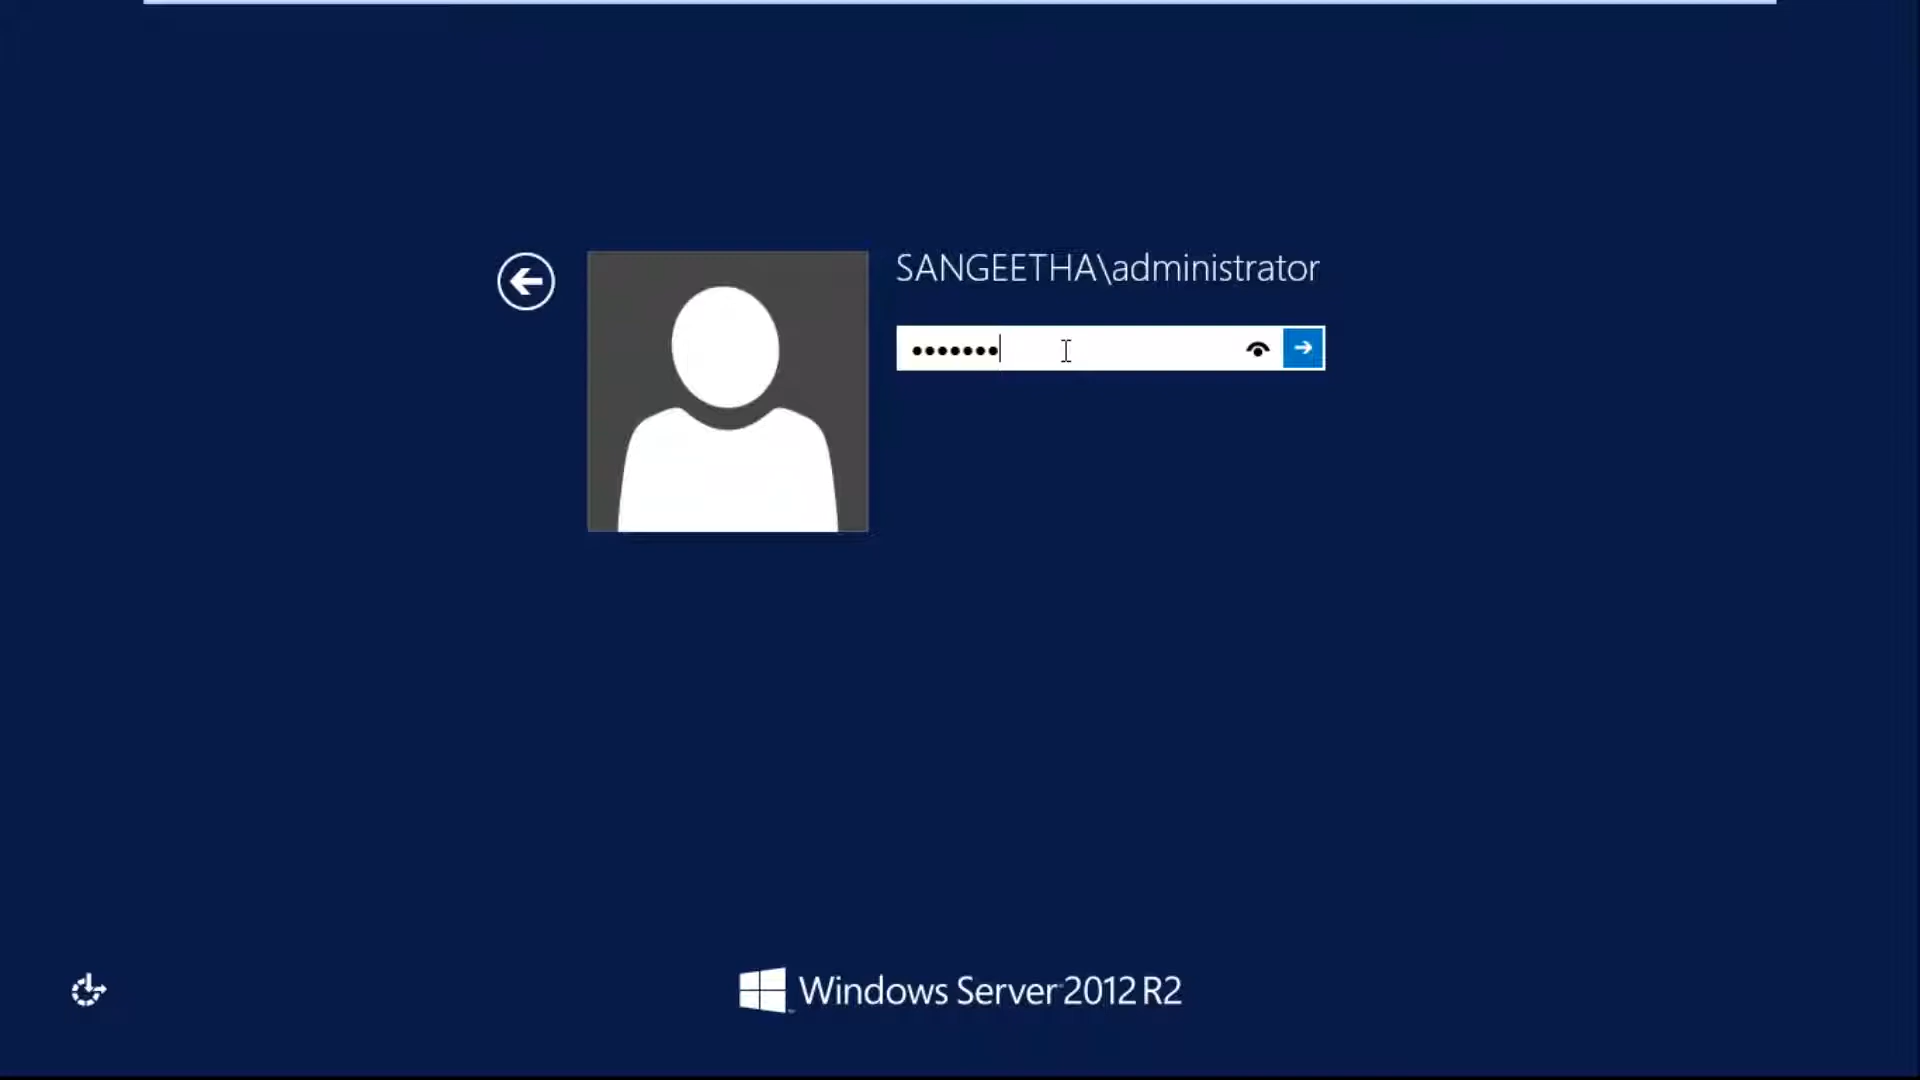 SANGEETHA\administrator
•••••••
Windows Server 2012 R2